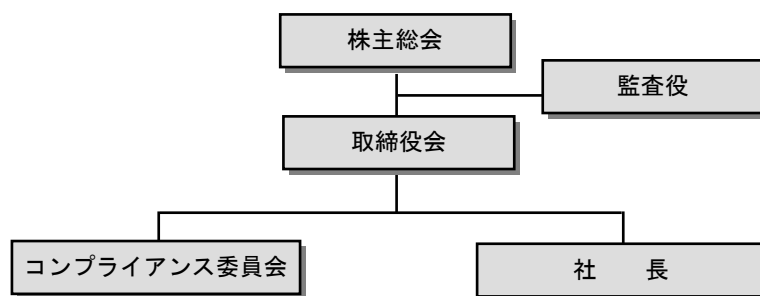 株主総会
監査役
取締役会
コンプライアンス委員会
社　　長